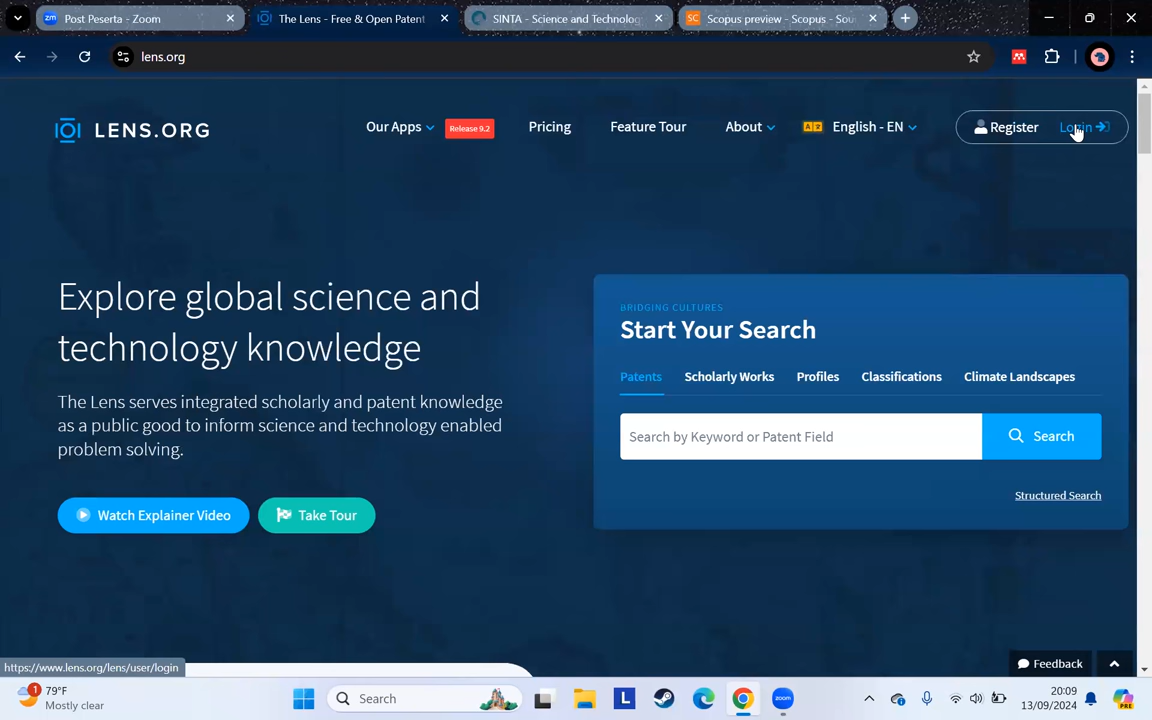 Post Peserta - Zoom
The Lens - Free & Open Patent
SINTA - Science and Technolog
Scopus preview - Scopus - Sou
lens.org
LENS.ORG
Our Apps
Release 9.2
Pricing
Feature Tour
About
English - EN
Register
Login
Explore global science and
technology knowledge
The Lens serves integrated scholarly and patent knowledge
as a public good to inform science and technology enabled
problem solving.
Watch Explainer Video
Take Tour
BRIDGING CULTURES
Start Your Search
Patents
Scholarly Works
Profiles
Classifications
Climate Landscapes
Search by Keyword or Patent Field
Search
Structured Search
Feedback
https://www.lens.org/lens/user/login
1
79°F
Mostly clear
Search
20:09
13/09/2024